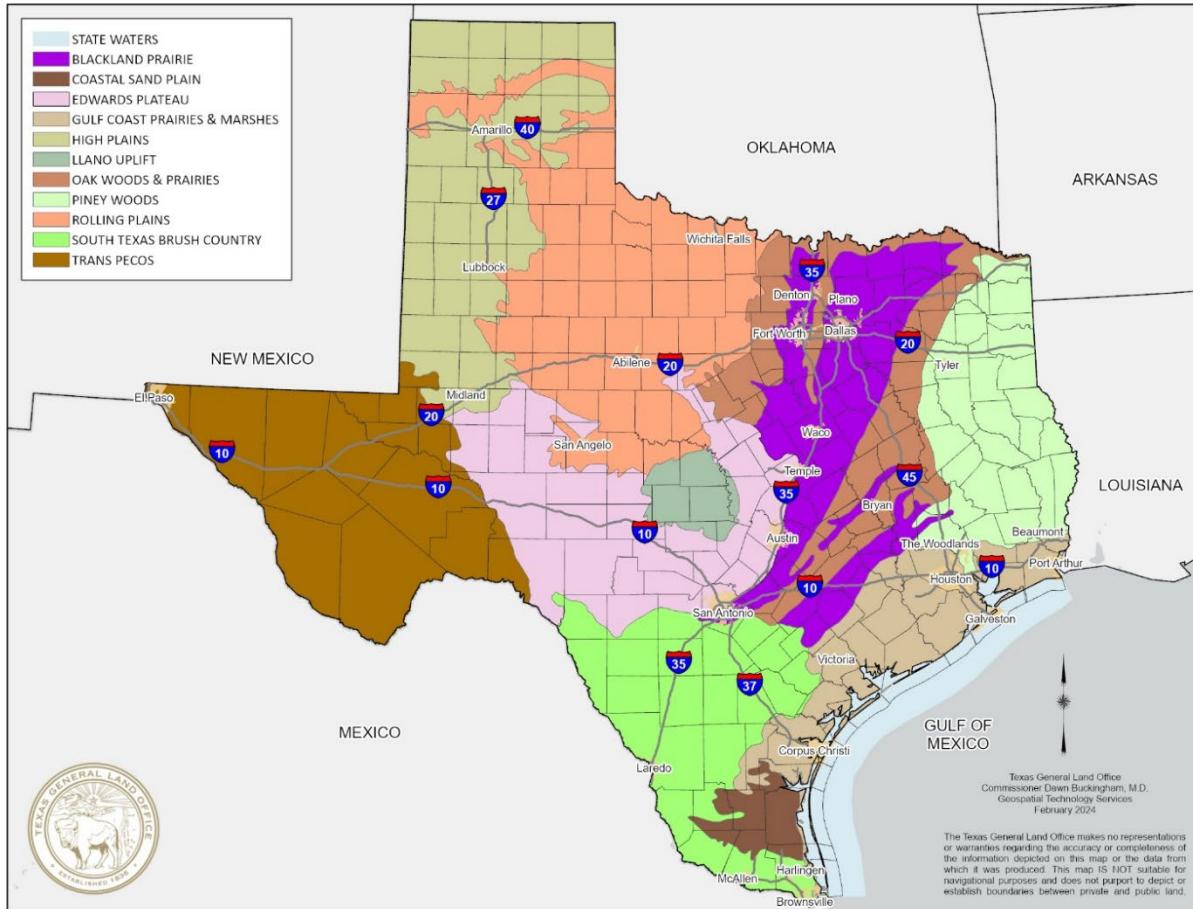 STATE WATERS
BLACKLAND PRAIRIE
COASTAL SAND PLAIN
EDWARDS PLATEAU
GULF COAST PRAIRIES & MARSHES
HIGH PLAINS
LLANO UPLIFT
OAK WOODS & PRAIRIES
PINEY WOODS
ROLLING PLAINS
SOUTH TEXAS BRUSH COUNTRY
TRANS PECOS
Amarillo
40
OKLAHOMA
ARKANSAS
27
Wichita Falls
Lubbock
35
Denton
Plano
Fort Worth
Dallas
20
NEW MEXICO
Abilene
20
Tyler
El Paso
Midland
20
Waco
10
San Angelo
Temple
45
10
35
LOUISIANA
Bryan
10
Austin
The Woodlands
Beaumont
10
Port Arthur
Houston
10
San Antonio
Galveston
35
Victoria
37
MEXICO
GULF OF
MEXICO
Corpus Christi
Laredo
McAllen
Harlingen
Brownsville
TEXAS GENERAL LAND OFFICE
ESTABLISHED 1836
Texas General Land Office
Commissioner Dawn Buckingham, M.D.
Geospatial Technology Services
February 2024
The Texas General Land Office makes no representations
or warranties regarding the accuracy or completeness of
the information depicted on this map or the data from
which it was produced. This map IS NOT suitable for
navigational purposes and does not purport to depict or
establish boundaries between private and public land.